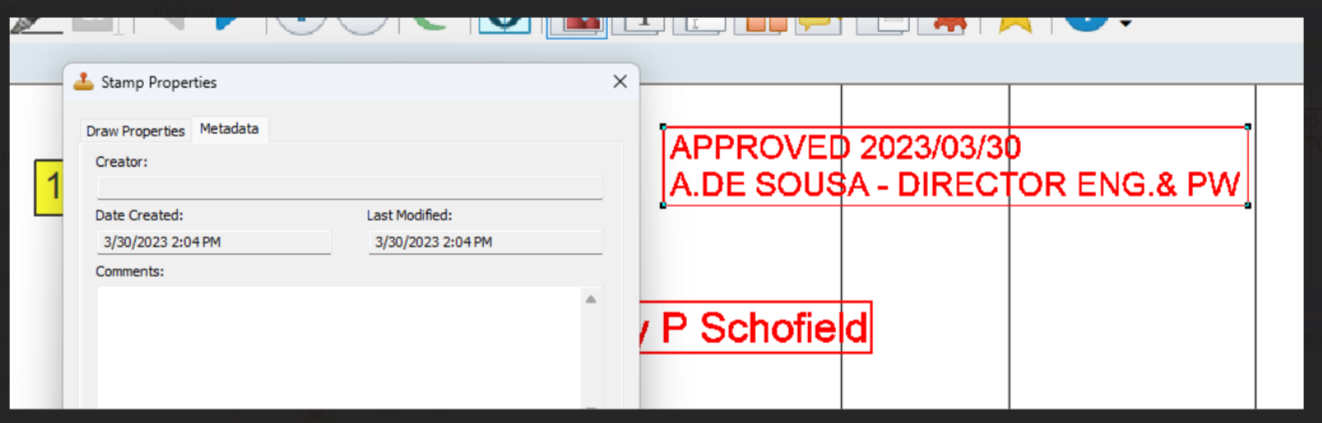 Stamp Properties
Draw Properties Metadata
Creator:
Date Created: Last Modified:
3/30/2023 2:04 PM 3/30/2023 2:04 PM
Comments:
1
APPROVED 2023/03/30
A.DE SOUSA - DIRECTOR ENG.& PW
P Schofield